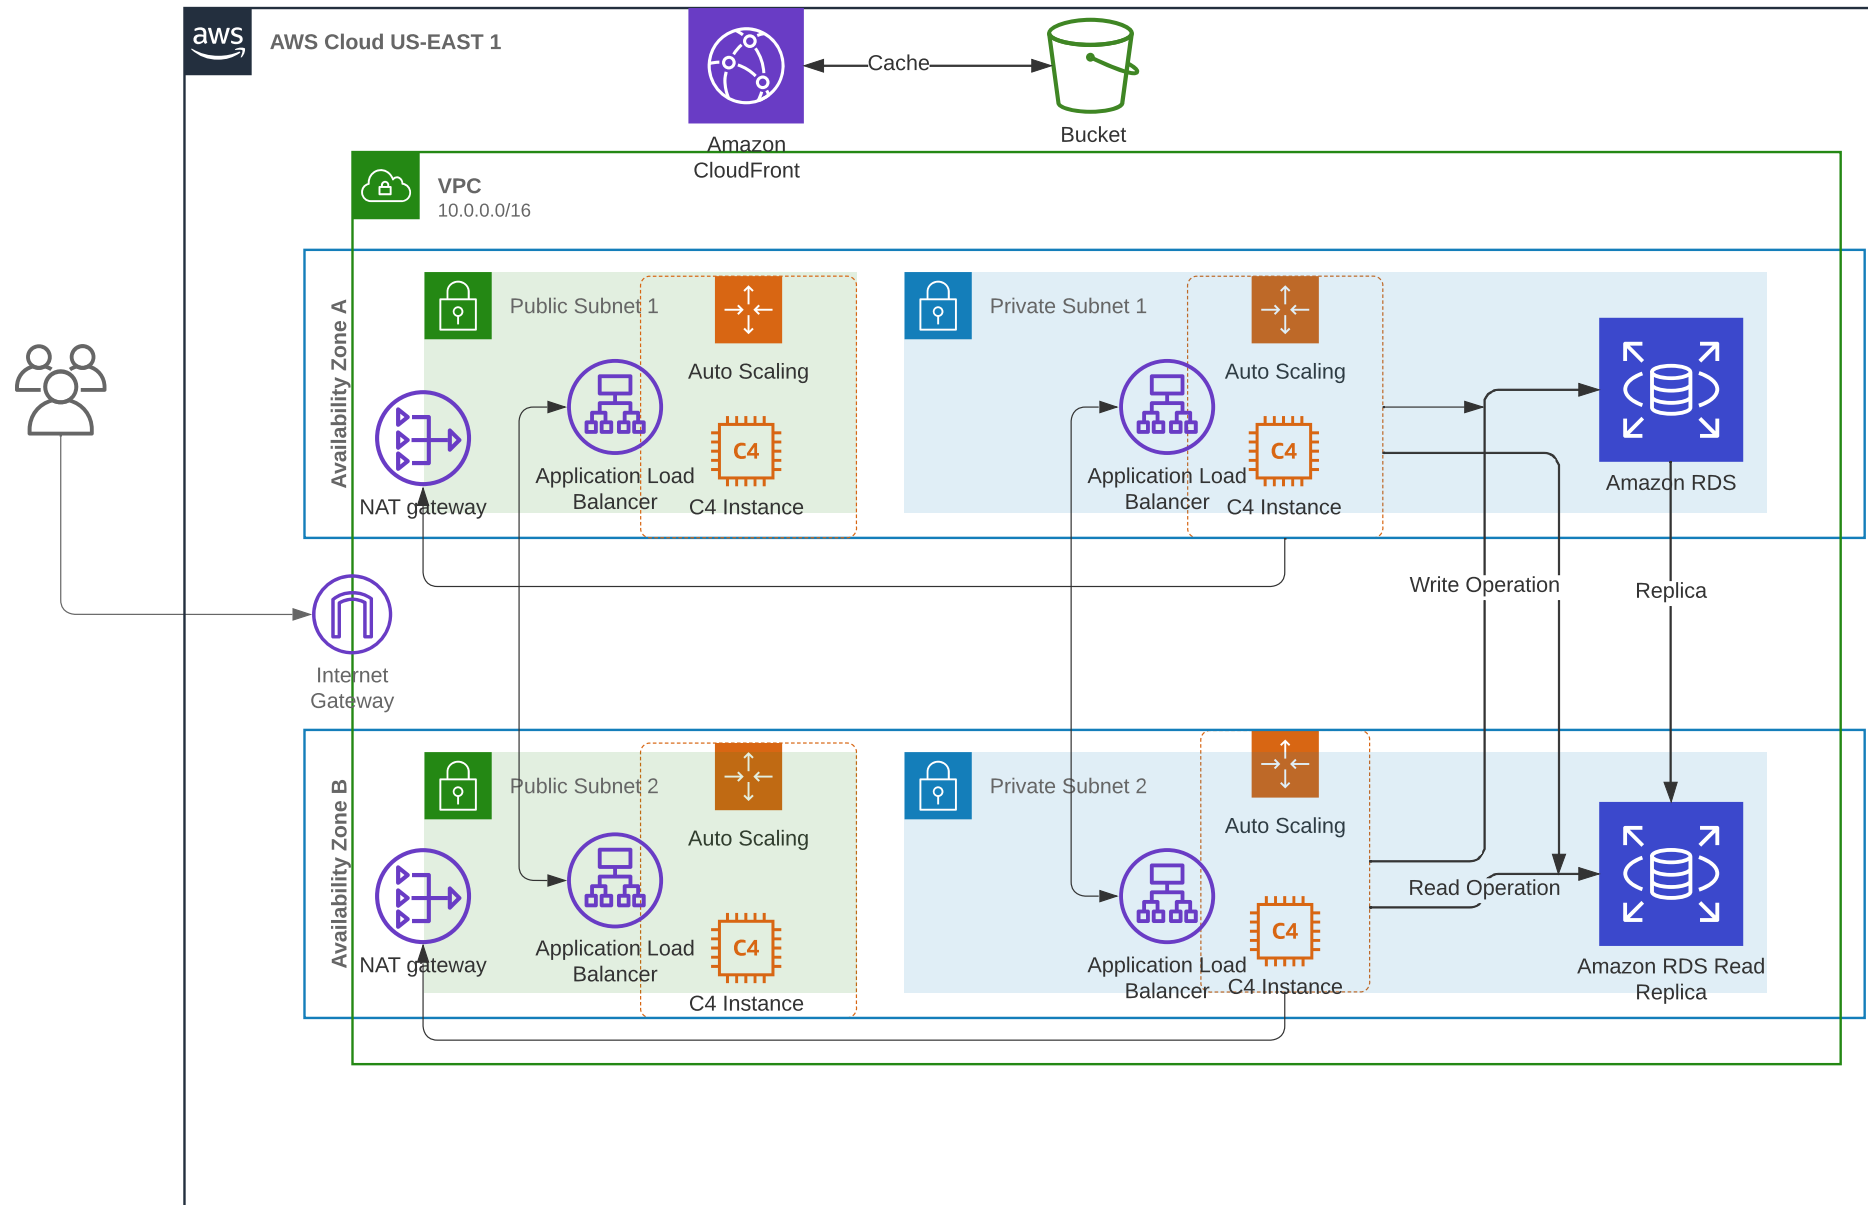 aws
AWS Cloud US-EAST 1
Cache
Amazon
CloudFront
Bucket
VPC
10.0.0.0/16
Availability Zone A
Public Subnet 1
Auto Scaling
NAT gateway
Application Load
Balancer
C4
C4 Instance
Private Subnet 1
Auto Scaling
Application Load
Balancer
C4
C4 Instance
Amazon RDS
Internet
Gateway
Write Operation
Replica
Availability Zone B
Public Subnet 2
Auto Scaling
NAT gateway
Application Load
Balancer
C4
C4 Instance
Private Subnet 2
Auto Scaling
Application Load
Balancer
C4
C4 Instance
Read Operation
Amazon RDS Read
Replica